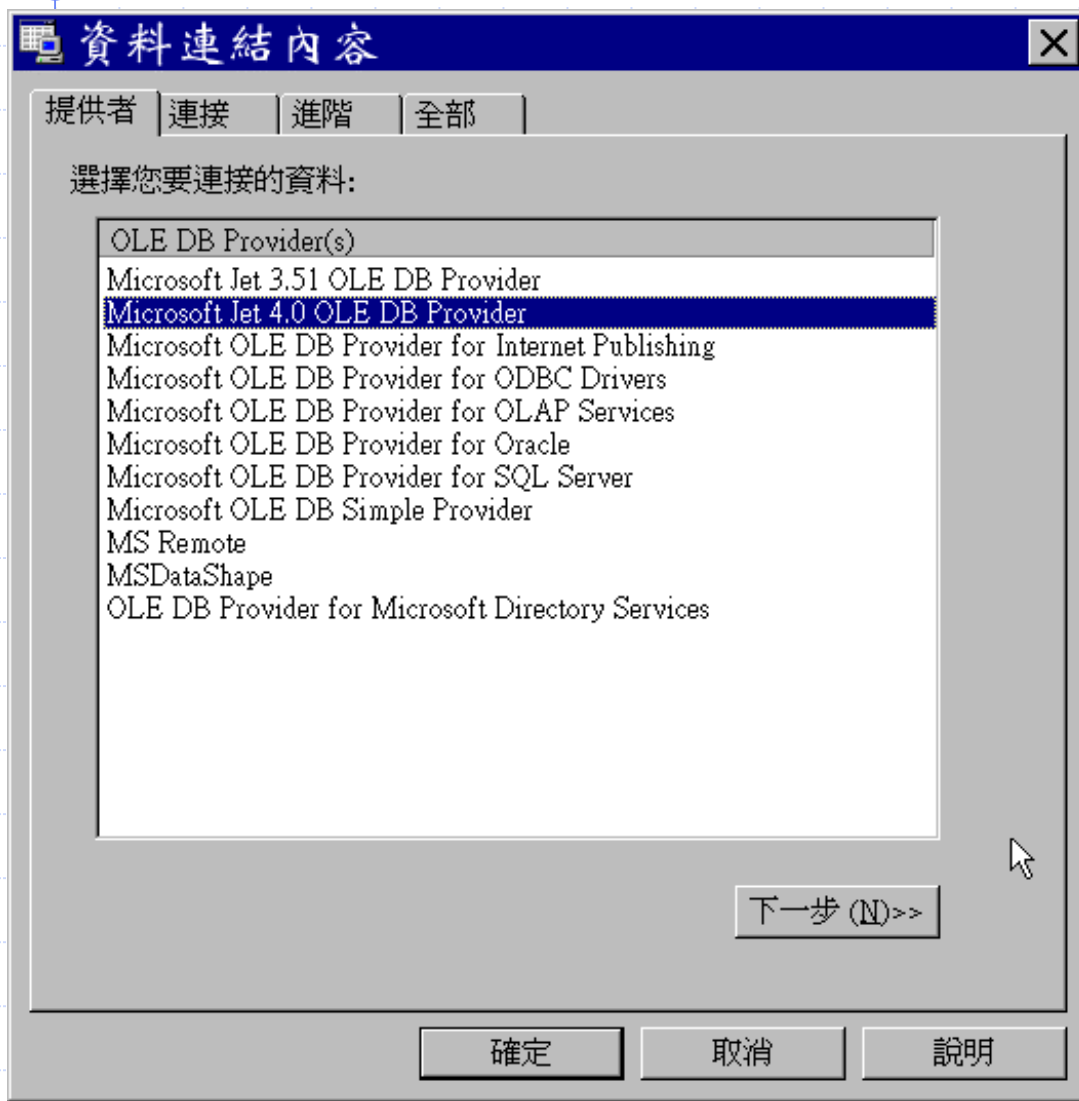 資料連結內容
提供者 連接 進階 全部
選擇您要連接的資料:
OLE DB Provider(s)
Microsoft Jet 3.51 OLE DB Provider
Microsoft Jet 4.0 OLE DB Provider
Microsoft OLE DB Provider for Internet Publishing
Microsoft OLE DB Provider for ODBC Drivers
Microsoft OLE DB Provider for OLAP Services
Microsoft OLE DB Provider for Oracle
Microsoft OLE DB Provider for SQL Server
Microsoft OLE DB Simple Provider
MS Remote
MSDataShape
OLE DB Provider for Microsoft Directory Services
下一步 (N)>>
確定 取消 說明